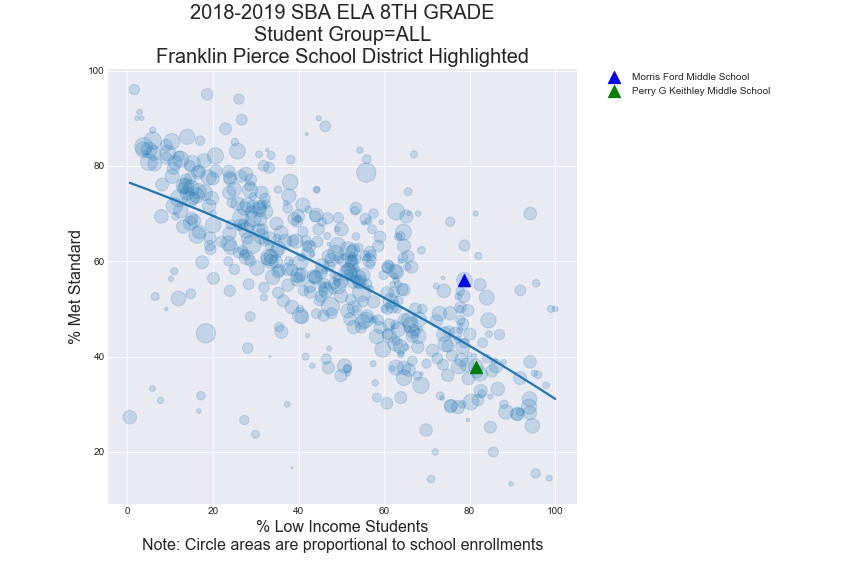 2018-2019 SBA ELA 8TH GRADE
Student Group=ALL
Franklin Pierce School District Highlighted
Morris Ford Middle School
Perry G Keithley Middle School
% Met Standard
100
80
60
40
20
0 20 40 60 80 100
% Low Income Students
Note: Circle areas are proportional to school enrollments